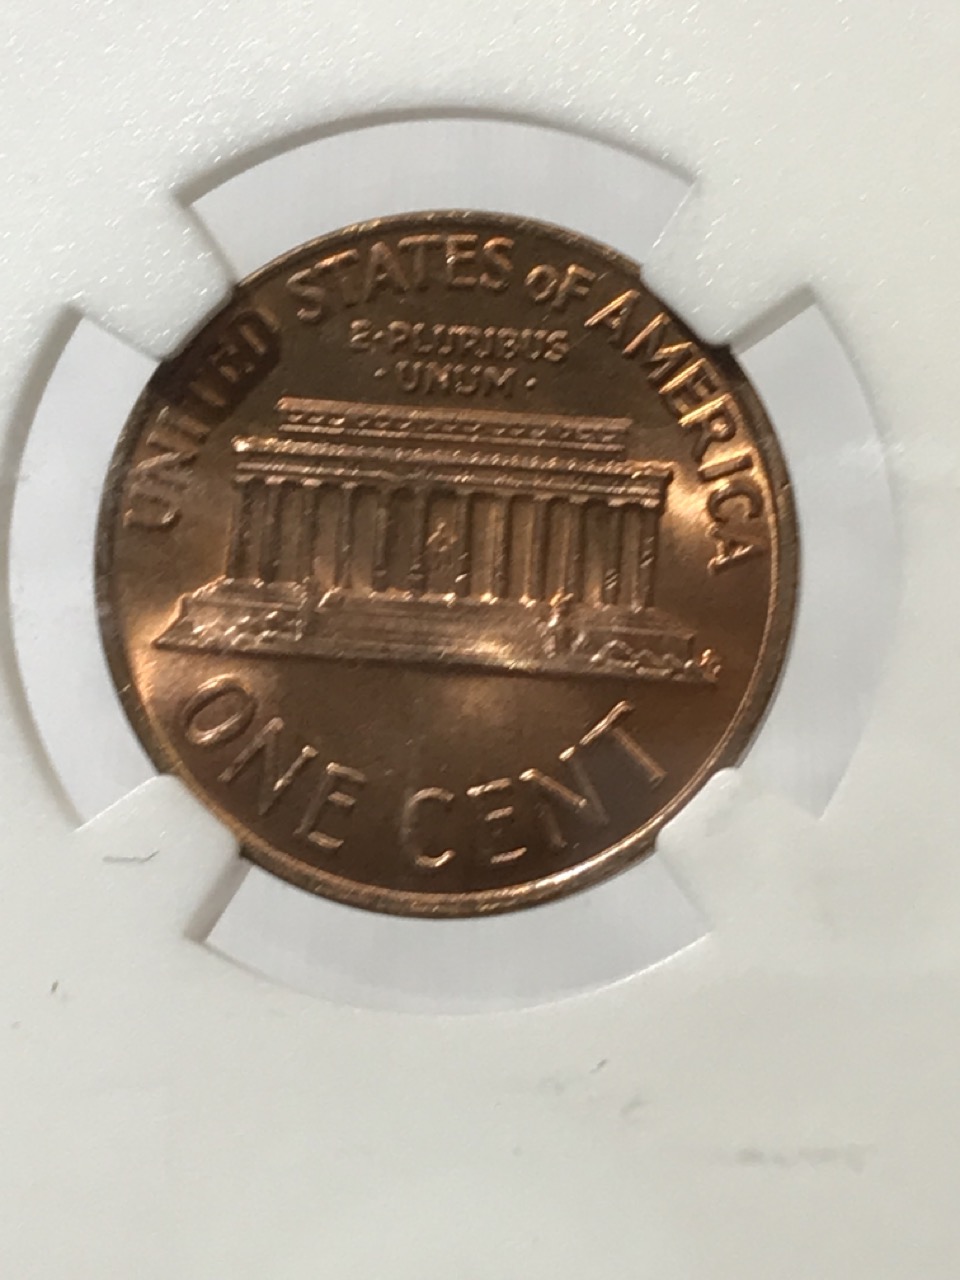 UNITED STATES OF AMERICA
E·PLURIBUS
·UNUM·
ONE CENT